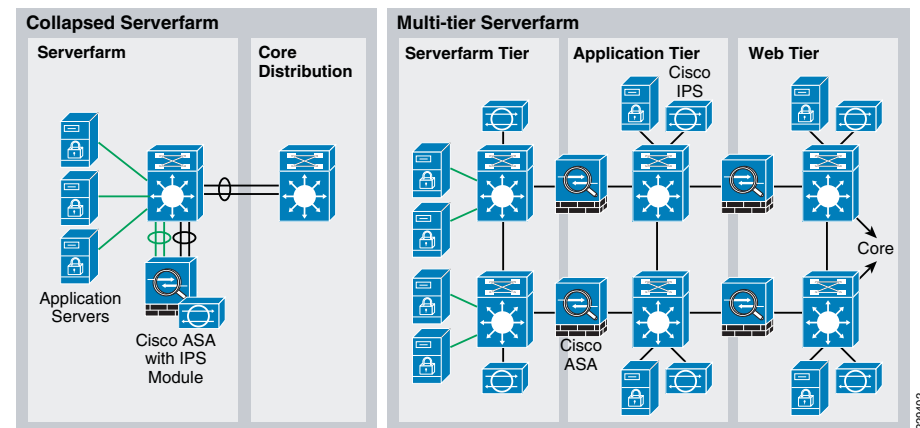 Collapsed Serverfarm
Serverfarm
Core
Distribution
Application
Servers
Cisco ASA
with IPS
Module
Multi-tier Serverfarm
Serverfarm Tier
Application Tier
Web Tier
Cisco
IPS
Core
Cisco
ASA